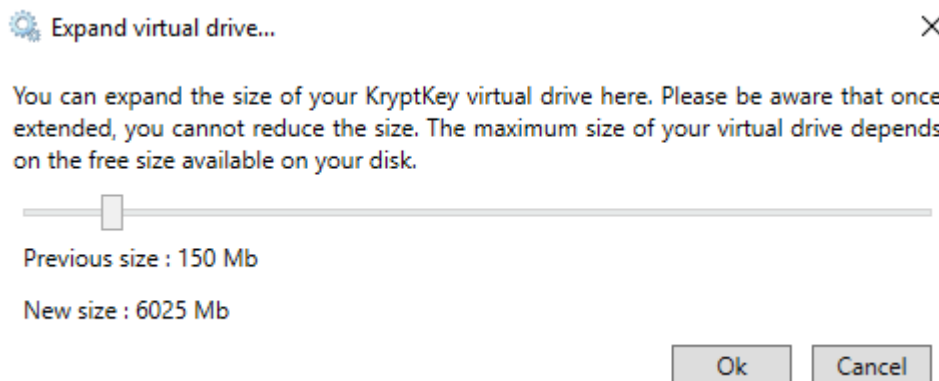 Expand virtual drive...
You can expand the size of your KryptKey virtual drive here. Please be aware that once
extended, you cannot reduce the size. The maximum size of your virtual drive depends
on the free size available on your disk.
Previous size : 150 Mb
New size : 6025 Mb
Ok Cancel